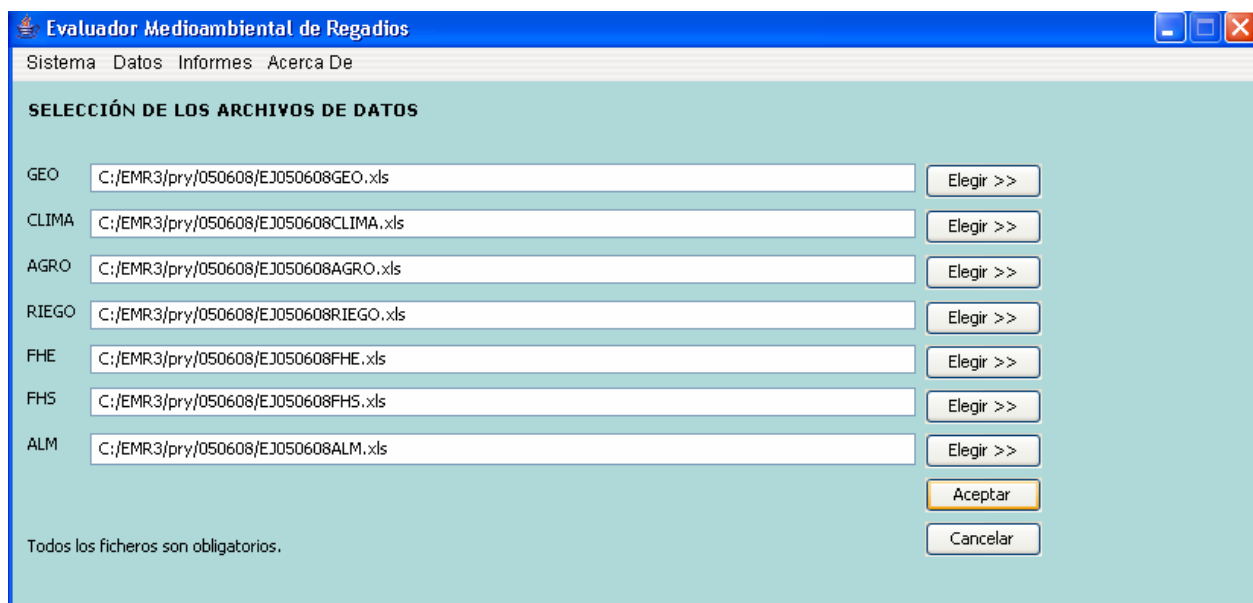 Evaluador Medioambiental de Regadios
Sistema Datos Informes Acerca De
SELECCIÓN DE LOS ARCHIVOS DE DATOS
GEO C:/EMR3/pry/050608/EJ050608GEO.xls Elegir >>
CLIMA C:/EMR3/pry/050608/EJ050608CLIMA.xls Elegir >>
AGRO C:/EMR3/pry/050608/EJ050608AGRO.xls Elegir >>
RIEGO C:/EMR3/pry/050608/EJ050608RIEGO.xls Elegir >>
FHE C:/EMR3/pry/050608/EJ050608FHE.xls Elegir >>
FHS C:/EMR3/pry/050608/EJ050608FHS.xls Elegir >>
ALM C:/EMR3/pry/050608/EJ050608ALM.xls Elegir >>
Aceptar
Todos los ficheros son obligatorios. Cancelar